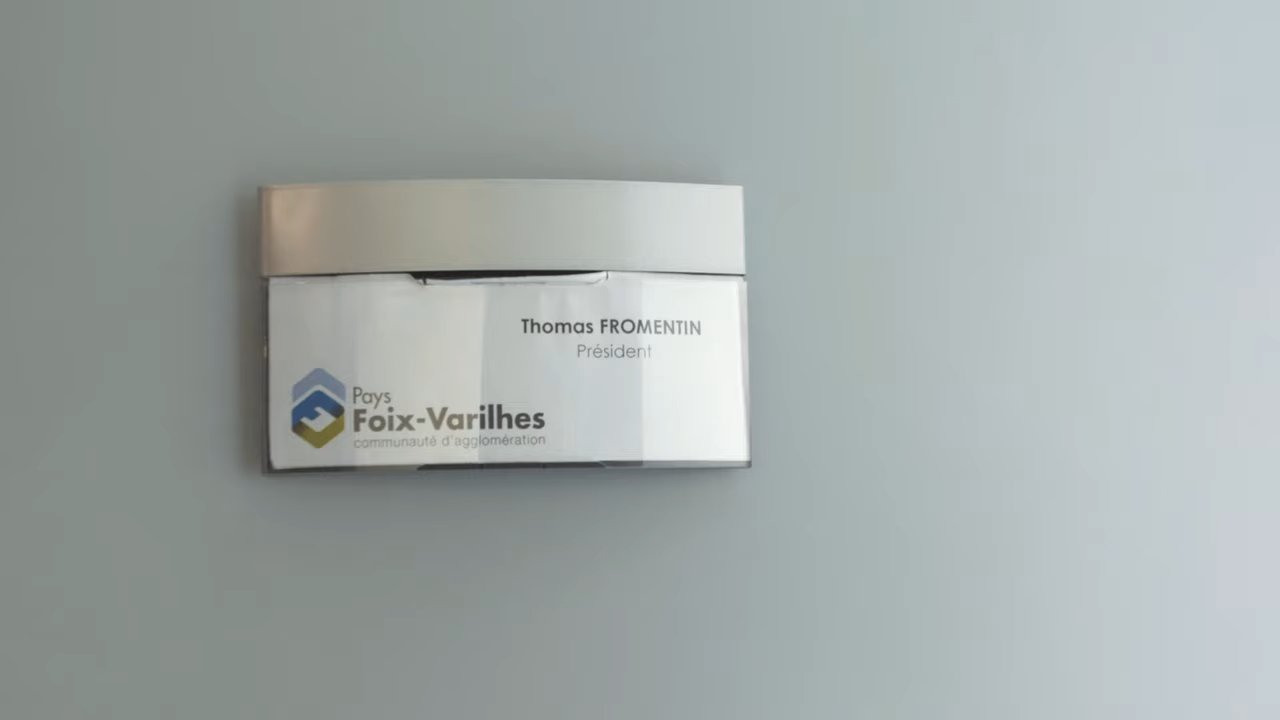 Thomas FROMENTIN
Président
Pays
Foix-Varilhes
communauté d'agglomération